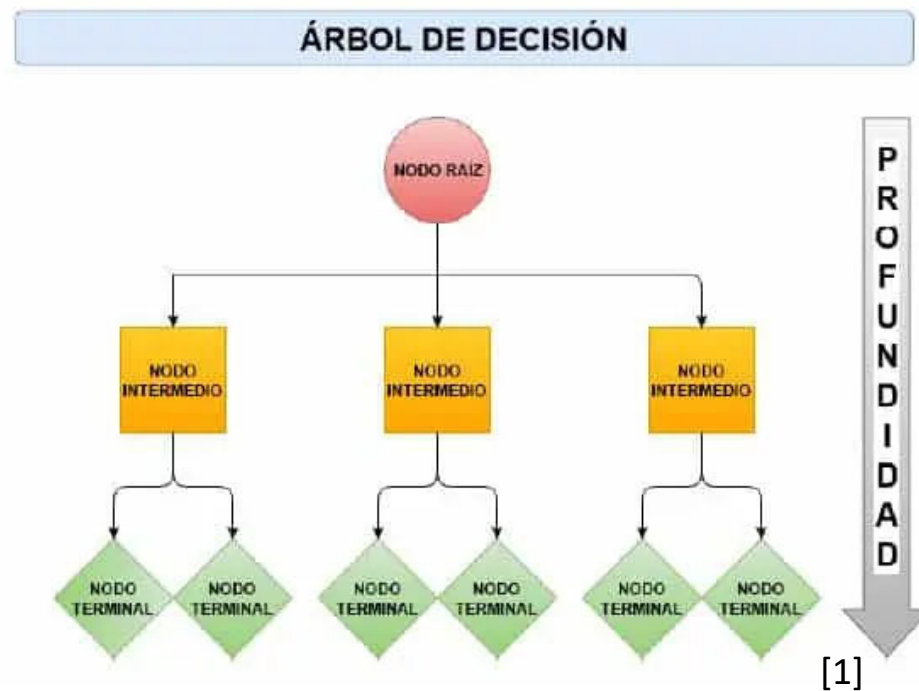 ÁRBOL DE DECISIÓN
NODO RAÍZ
PROFUNDIDAD
NODO
INTERMEDIO
NODO
INTERMEDIO
NODO
INTERMEDIO
NODO
TERMINAL
NODO
TERMINAL
NODO
TERMINAL
NODO
TERMINAL
NODO
TERMINAL
NODO
TERMINAL
[1]